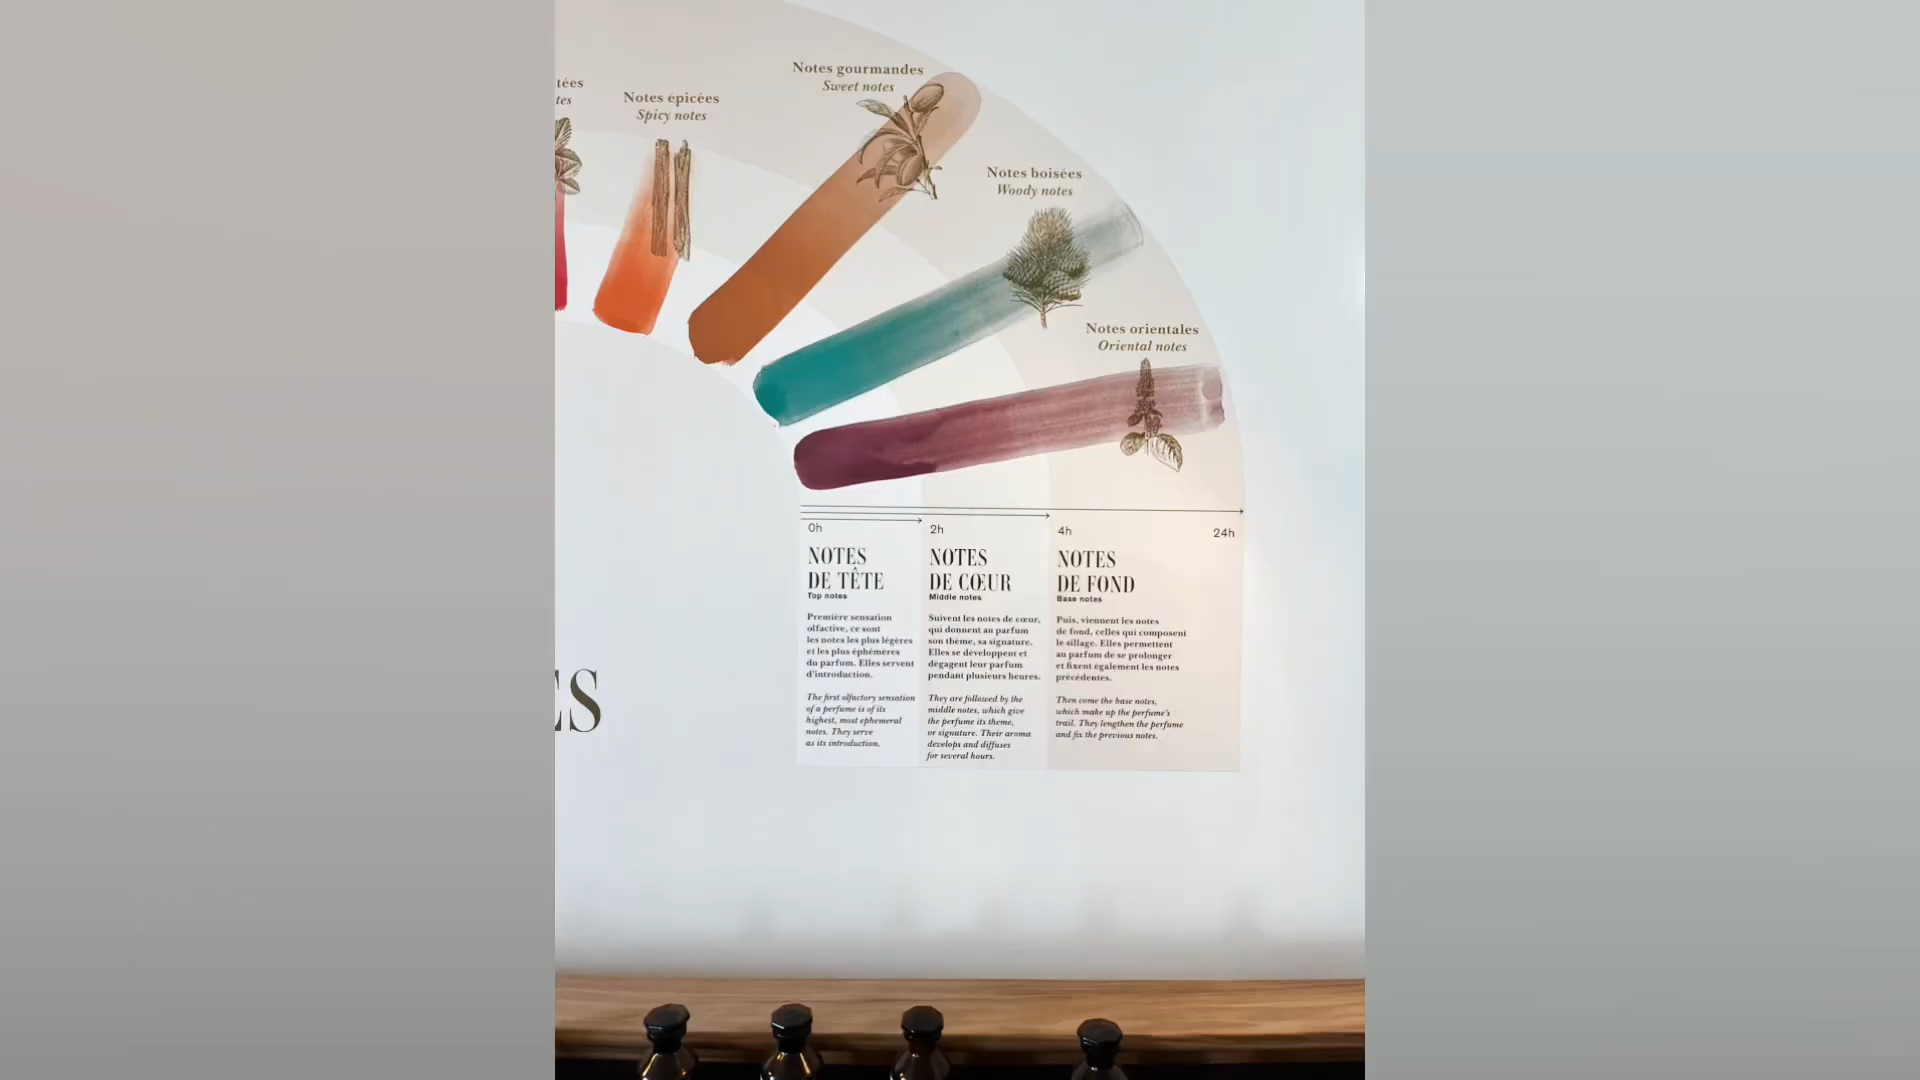 tées
tes
Notes épicées
Spicy notes
Notes gourmandes
Sweet notes
Notes boisées
Woody notes
Notes orientales
Oriental notes
0h
2h
4h
24h
NOTES
DE TÊTE
Top notes
Première sensation
olfactive, ce sont
les notes les plus légères
et les plus éphémères
du parfum. Elles servent
d'introduction.
The first olfactory sensation
of a perfume is of its
highest, most ephemeral
notes. They serve
as its introduction.
NOTES
DE CŒUR
Middle notes
Suivent les notes de cœur,
qui donnent au parfum
son thème, sa signature.
Elles se développent et
dégagent leur parfum
pendant plusieurs heures.
They are followed by the
middle notes, which give
the perfume its theme,
or signature. Their aroma
develops and diffuses
for several hours.
NOTES
DE FOND
Base notes
Puis, viennent les notes
de fond, celles qui composent
le sillage. Elles permettent
au parfum de se prolonger
et fixent également les notes
précédentes.
Then come the base notes,
which make up the perfume's
trail. They lengthen the perfume
and fix the previous notes.
ES